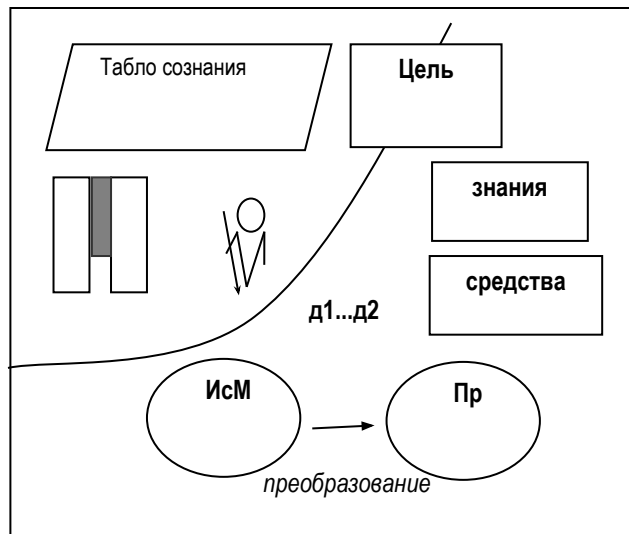 Табло сознания
Цель
знания
средства
д1...д2
ИсМ
Пр
преобразование